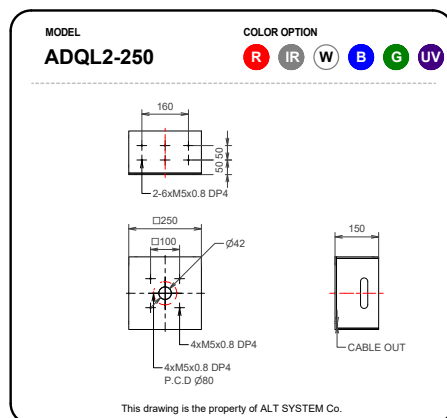 MODEL
COLOR OPTION
ADQL2-250
R IR W B G UV
160
50
50
2-6xM5x0.8 DP4
□250
□100
Ø42
150
4xM5x0.8 DP4
CABLE OUT
4xM5x0.8 DP4
P.C.D Ø80
This drawing is the property of ALT SYSTEM Co.